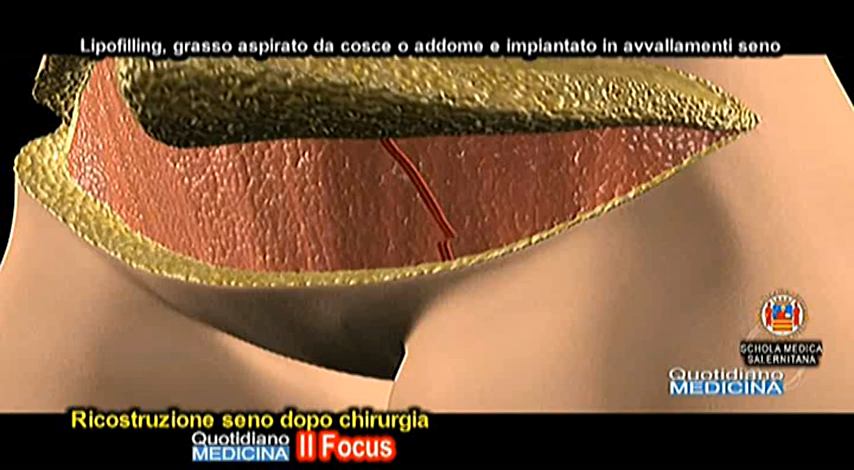 Lipofilling, grasso aspirato da cosce o addome e impiantato in avvallamenti seno
SCHOLA MEDICA
SALERNITANA
Quotidiano
MEDICINA
Ricostruzione seno dopo chirurgia
Quotidiano
MEDICINA
Il Focus